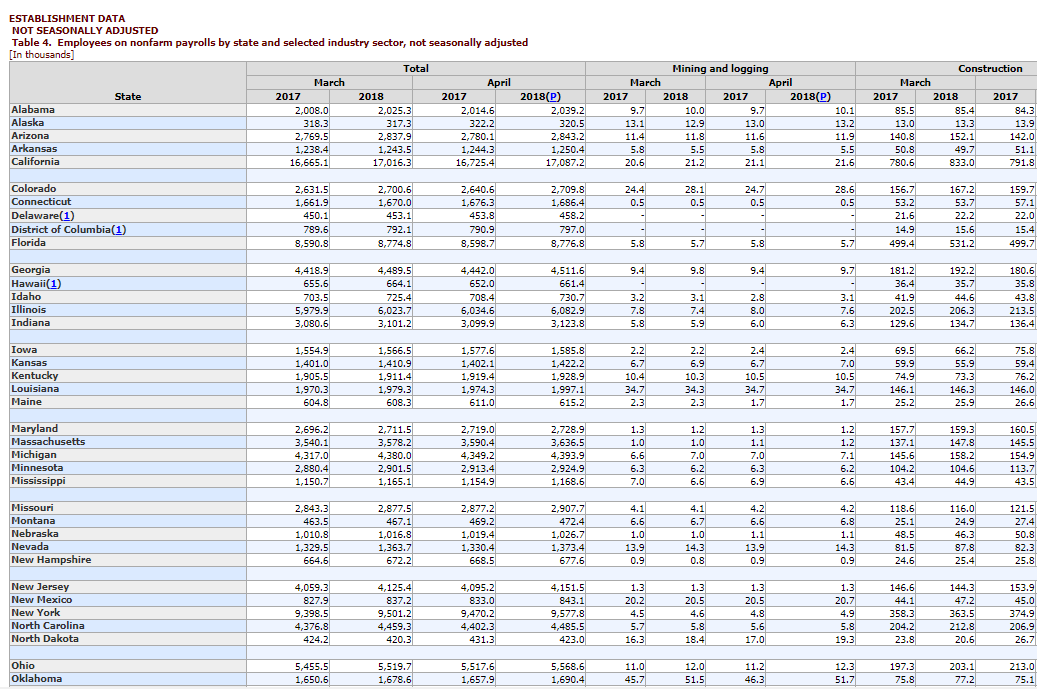 ESTABLISHMENT DATA
NOT SEASONALLY ADJUSTED
Table 4. Employees on nonfarm payrolls by state and selected industry sector, not seasonally adjusted
[In thousands]
State Total Mining and logging Construction
March April March April March
2017 2018 2017 2018(P) 2017 2018 2017 2018(P) 2017 2018 2017
Alabama 2,008.0 2,025.3 2,014.6 2,039.2 9.7 10.0 9.7 10.1 85.5 85.4 84.3
Alaska 318.3 317.3 322.2 320.5 13.1 12.9 13.0 13.2 13.0 13.3 13.9
Arizona 2,769.5 2,837.9 2,780.1 2,843.2 11.4 11.8 11.6 11.9 140.8 152.1 142.0
Arkansas 1,238.4 1,243.5 1,244.3 1,250.4 5.8 5.5 5.8 5.5 50.8 49.7 51.1
California 16,665.1 17,016.3 16,725.4 17,087.2 20.6 21.2 21.1 21.6 780.6 833.0 791.8
Colorado 2,631.5 2,700.6 2,640.6 2,709.8 24.4 28.1 24.7 28.6 156.7 167.2 159.7
Connecticut 1,661.9 1,670.0 1,676.3 1,686.4 0.5 0.5 0.5 0.5 53.2 53.7 57.1
Delaware(1) 450.1 453.1 453.8 458.2 - - - - 21.6 22.2 22.0
District of Columbia(1) 789.6 792.1 790.9 797.0 - - - - 14.9 15.6 15.4
Florida 8,590.8 8,774.8 8,598.7 8,776.8 5.8 5.7 5.8 5.7 499.4 531.2 499.7
Georgia 4,418.9 4,489.5 4,442.0 4,511.6 9.4 9.8 9.4 9.7 181.2 192.2 180.6
Hawaii(1) 655.6 664.1 652.0 661.4 - - - - 36.4 35.7 35.8
Idaho 703.5 725.4 708.4 730.7 3.2 3.1 2.8 3.1 41.9 44.6 43.8
Illinois 5,979.9 6,023.7 6,034.6 6,082.9 7.8 7.4 8.0 7.6 202.5 206.3 213.5
Indiana 3,080.6 3,101.2 3,099.9 3,123.8 5.8 5.9 6.0 6.3 129.6 134.7 136.4
Iowa 1,554.9 1,566.5 1,577.6 1,585.8 2.2 2.2 2.4 2.4 69.5 66.2 75.8
Kansas 1,401.0 1,410.9 1,402.1 1,422.2 6.7 6.9 6.7 7.0 59.9 55.9 59.4
Kentucky 1,905.5 1,911.4 1,919.4 1,928.9 10.4 10.3 10.5 10.5 74.9 73.3 76.2
Louisiana 1,970.3 1,979.3 1,974.3 1,997.1 34.7 34.3 34.7 34.7 146.1 146.3 146.0
Maine 604.8 608.3 611.0 615.2 2.3 2.3 1.7 1.7 25.2 25.9 26.6
Maryland 2,696.2 2,711.5 2,719.0 2,728.9 1.3 1.2 1.3 1.2 157.7 159.3 160.5
Massachusetts 3,540.1 3,578.2 3,590.4 3,636.5 1.0 1.0 1.1 1.2 137.1 147.8 145.5
Michigan 4,317.0 4,380.0 4,349.2 4,393.9 6.6 7.0 7.0 7.1 145.6 158.2 154.9
Minnesota 2,880.4 2,901.5 2,913.4 2,924.9 6.3 6.2 6.3 6.2 104.2 104.6 113.7
Mississippi 1,150.7 1,165.1 1,154.9 1,168.6 7.0 6.6 6.9 6.6 43.4 44.9 43.5
Missouri 2,843.3 2,877.5 2,877.2 2,907.7 4.1 4.1 4.2 4.2 118.6 116.0 121.5
Montana 463.5 467.1 469.2 472.4 6.6 6.7 6.6 6.8 25.1 24.9 27.4
Nebraska 1,010.8 1,016.8 1,019.4 1,026.7 1.0 1.0 1.1 1.1 48.5 46.3 50.8
Nevada 1,329.5 1,363.7 1,330.4 1,373.4 13.9 14.3 13.9 14.3 81.5 87.8 82.3
New Hampshire 664.6 672.2 668.5 677.6 0.9 0.8 0.9 0.9 24.6 25.4 25.8
New Jersey 4,059.3 4,125.4 4,095.2 4,151.5 1.3 1.3 1.3 1.3 146.6 144.3 153.9
New Mexico 827.9 837.2 833.0 843.1 20.2 20.5 20.5 20.7 44.1 47.2 45.0
New York 9,398.5 9,501.2 9,470.2 9,577.8 4.5 4.6 4.8 4.9 358.3 363.5 374.9
North Carolina 4,376.8 4,459.3 4,402.3 4,485.5 5.7 5.8 5.6 5.8 204.2 212.8 206.9
North Dakota 424.2 420.3 431.3 423.0 16.3 18.4 17.0 19.3 23.8 20.6 26.7
Ohio 5,455.5 5,519.7 5,517.6 5,568.6 11.0 12.0 11.2 12.3 197.3 203.1 213.0
Oklahoma 1,650.6 1,678.6 1,657.9 1,690.4 45.7 51.5 46.3 51.7 75.8 77.2 75.1